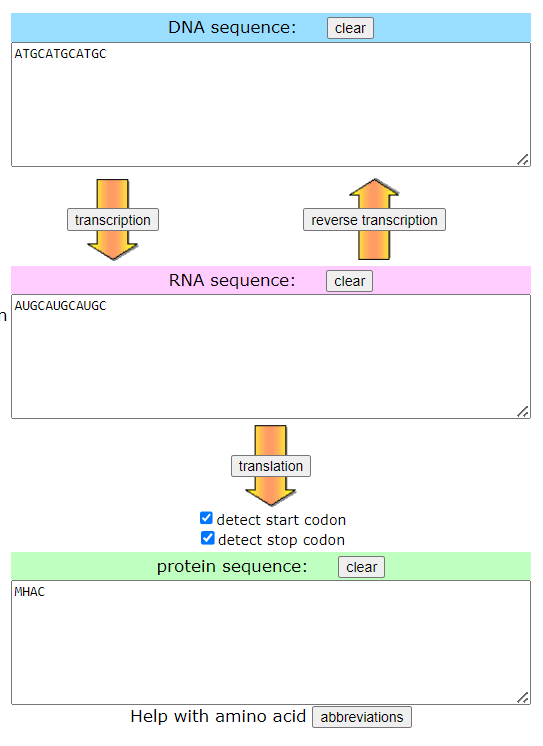 DNA sequence: clear
ATGCATGCATGC
transcription reverse transcription
RNA sequence: clear
n
AUGCAUGCAUGC
translation
detect start codon
detect stop codon
protein sequence: clear
MHAC
Help with amino acid abbreviations